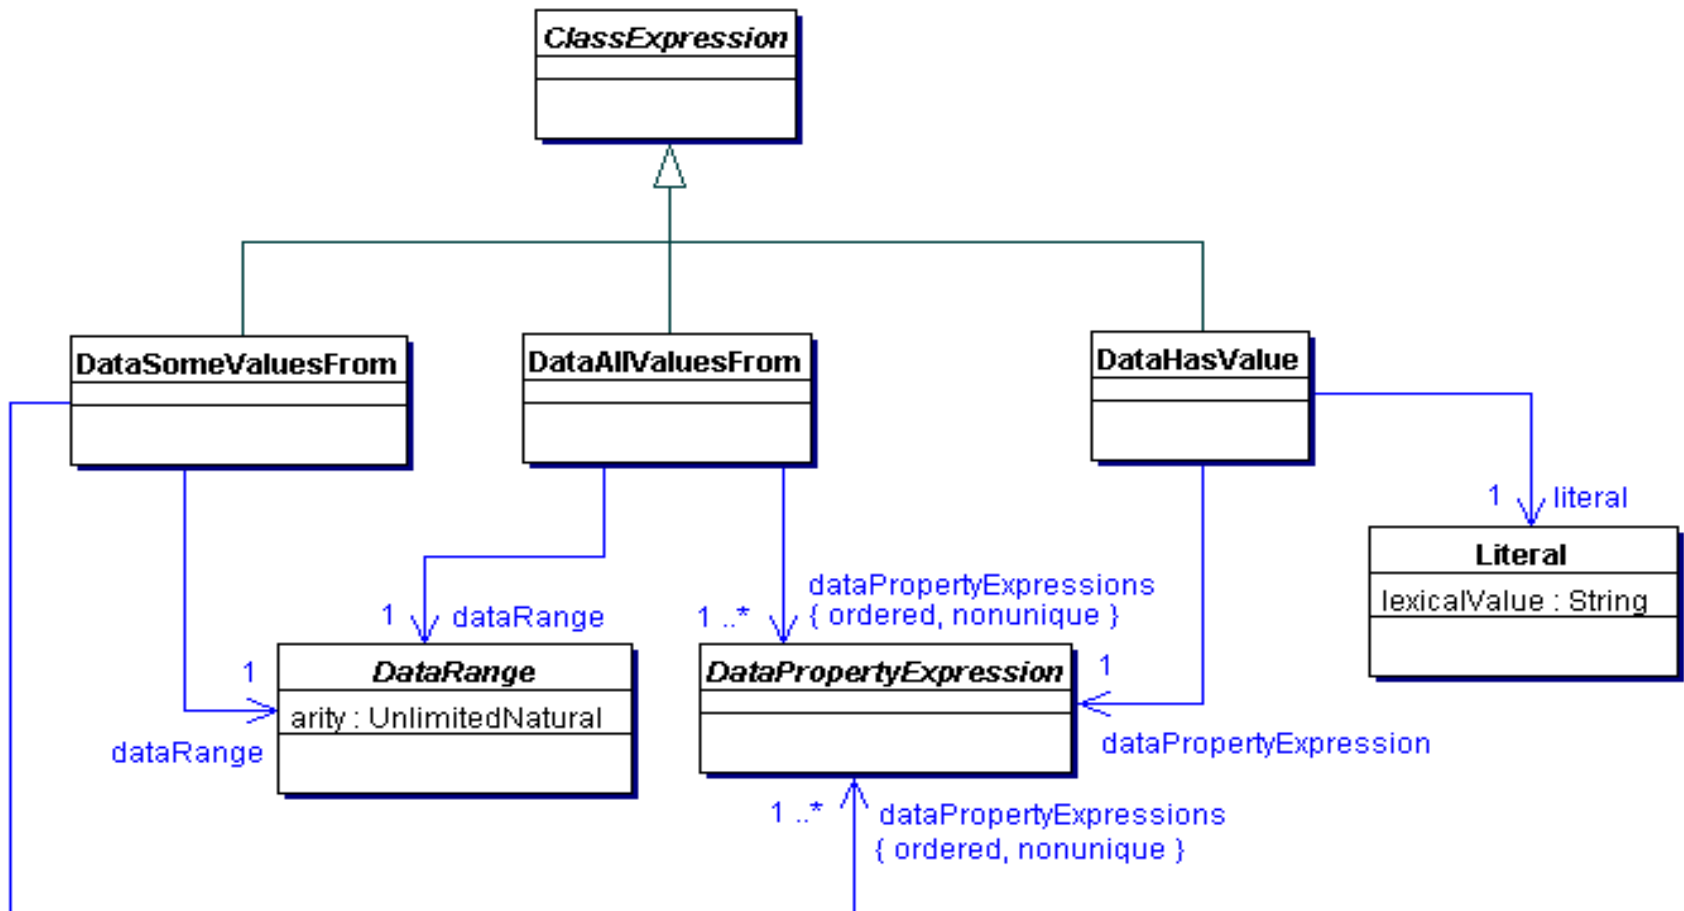 ClassExpression
DataSomeValuesFrom
DataAllValuesFrom
DataHasValue
1
literal
Literal
lexicalValue : String
dataPropertyExpressions
1 ..*
{ ordered, nonunique }
1
dataRange
1
DataRange
arity : UnlimitedNatural
dataRange
DataPropertyExpression
1
dataPropertyExpression
1 ..*
dataPropertyExpressions
{ ordered, nonunique }